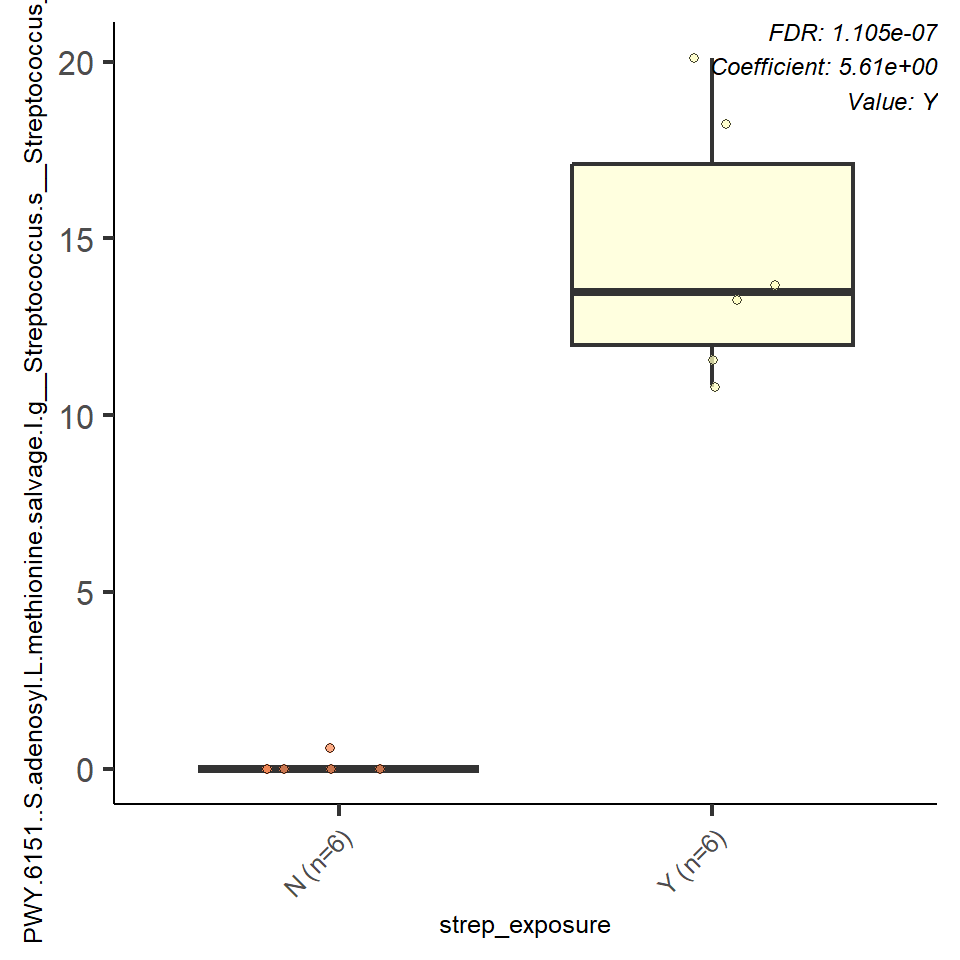 FDR: 1.105e-07
Coefficient: 5.61e+00
Value: Y
PWY.6151..S.adenosyl.L.methionine.salvage.I.g__Streptococcus.s__Streptococcus_
20
15
10
5
0
N (n=6)
Y (n=6)
strep_exposure